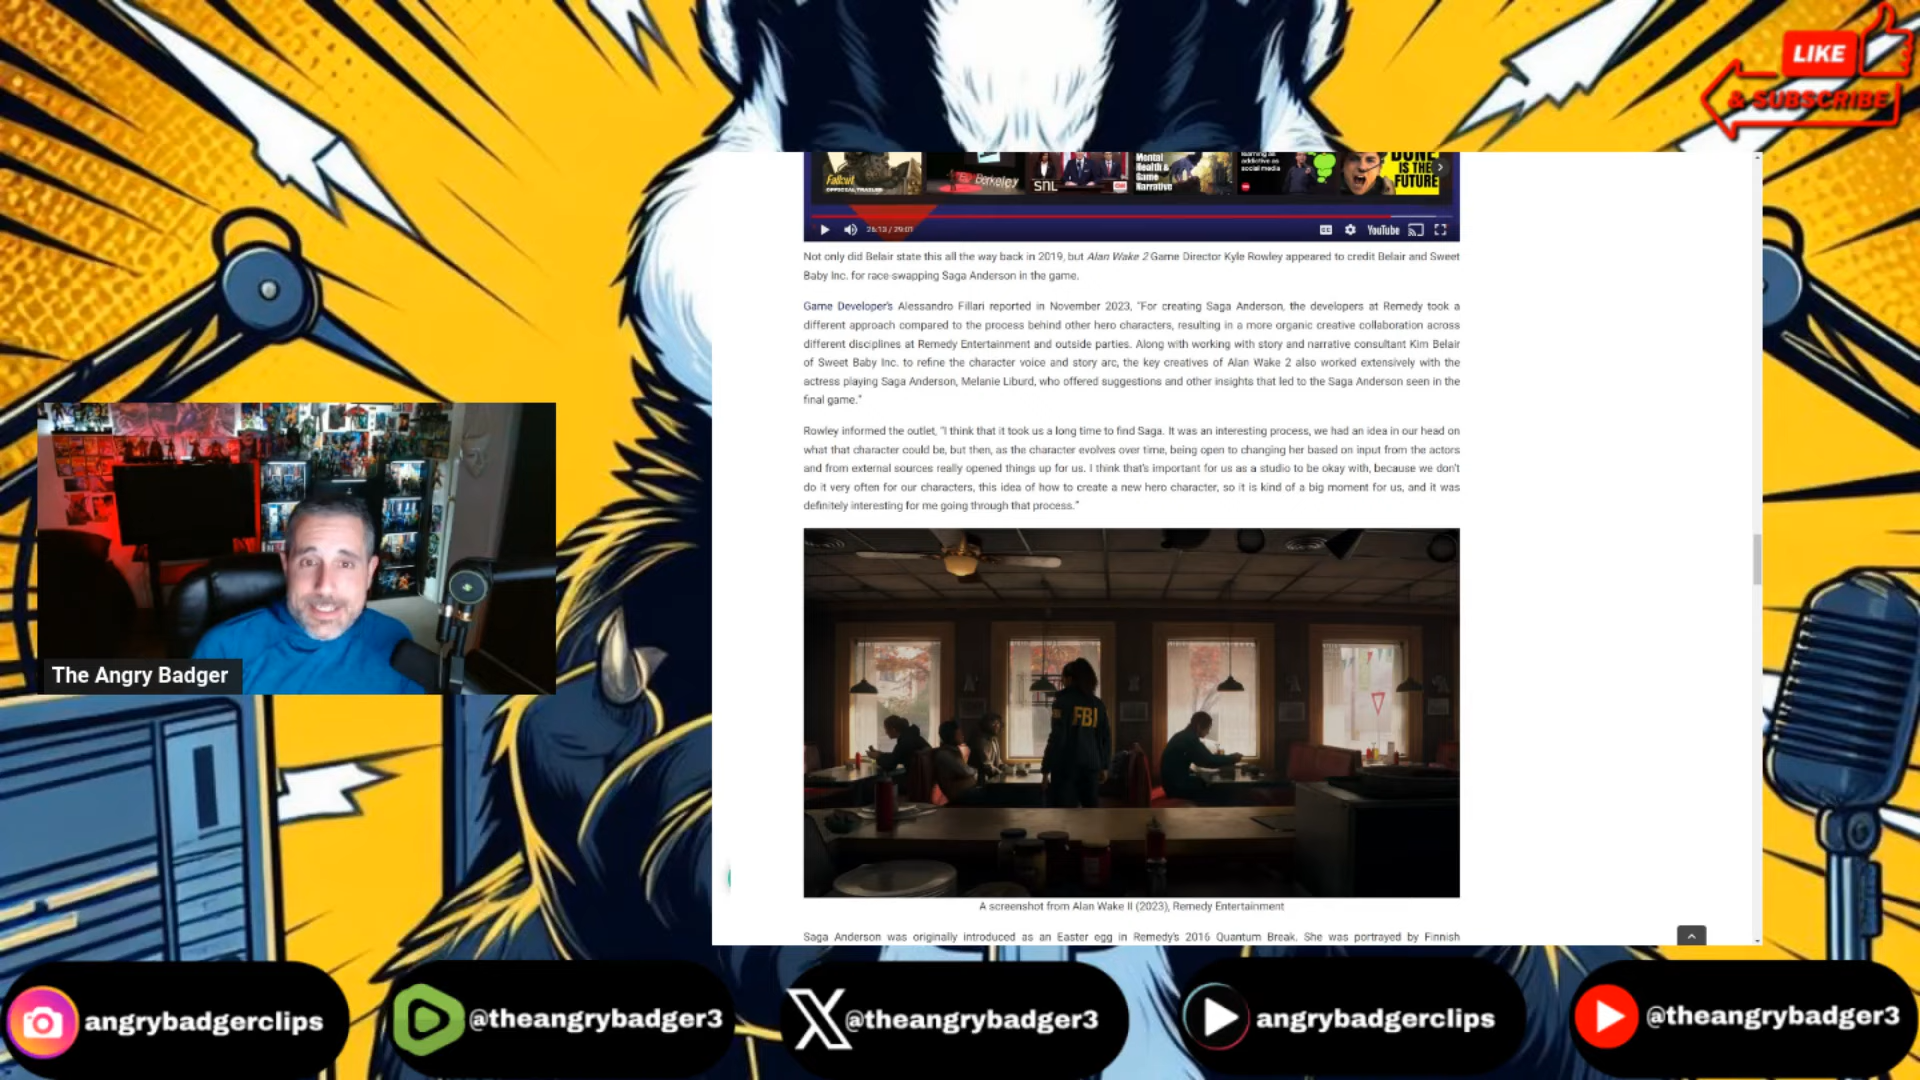 LIKE
& SUBSCRIBE
Fallout
OFFICIAL TRAILER
Berkeley
SNL
Mental
Health &
Game
Narrative
addictive as
social media
DUNE
IS THE
FUTURE
YouTube
Not only did Belair state this all the way back in 2019, but Alan Wake 2 Game Director Kyle Rowley appeared to credit Belair and Sweet
Baby Inc. for race-swapping Saga Anderson in the game.
Game Developer's Alessandro Fillari reported in November 2023, “For creating Saga Anderson, the developers at Remedy took a
different approach compared to the process behind other hero characters, resulting in a more organic creative collaboration across
different disciplines at Remedy Entertainment and outside parties. Along with working with story and narrative consultant Kim Belair
of Sweet Baby Inc. to refine the character voice and story arc, the key creatives of Alan Wake 2 also worked extensively with the
actress playing Saga Anderson, Melanie Liburd, who offered suggestions and other insights that led to the Saga Anderson seen in the
final game.”
Rowley informed the outlet, “I think that it took us a long time to find Saga. It was an interesting process, we had an idea in our head on
what that character could be, but then, as the character evolves over time, being open to changing her based on input from the actors
and from external sources really opened things up for us. I think that's important for us as a studio to be okay with, because we don't
do it very often for our characters, this idea of how to create a new hero character, so it is kind of a big moment for us, and it was
definitely interesting for me going through that process.”
FBI
A screenshot from Alan Wake II (2023), Remedy Entertainment
Saga Anderson was originally introduced as an Easter egg in Remedy's 2016 Quantum Break. She was portrayed by Finnish
The Angry Badger
angrybadgerclips
@theangrybadger3
@theangrybadger3
angrybadgerclips
@theangrybadger3